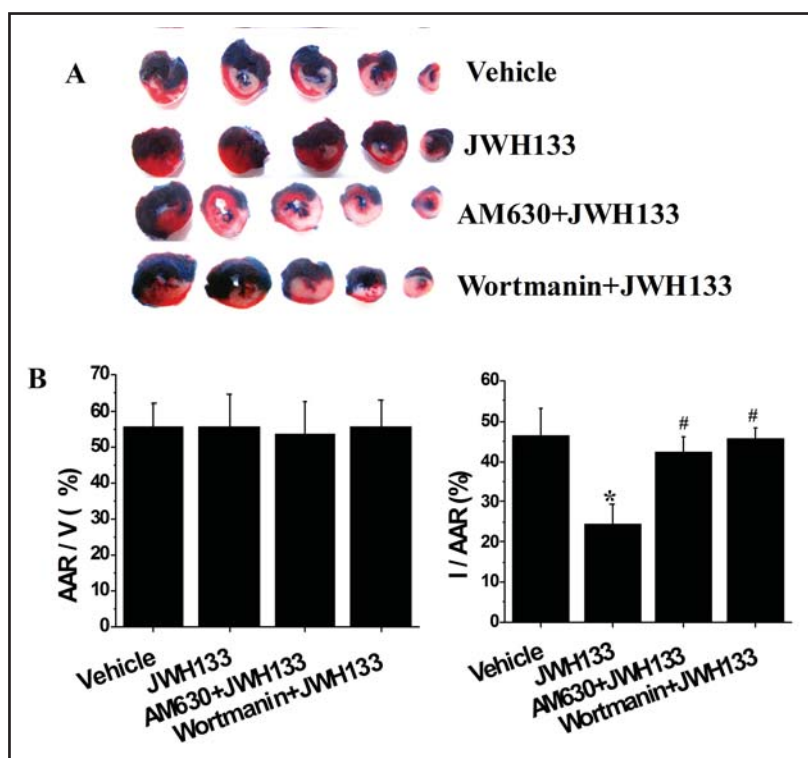 A
Vehicle
JWH133
AM630+JWH133
Wortmanin+JWH133
B
70
60
50
40
30
20
10
0
AAR / V ( %)
Vehicle
JWH133
AM630+JWH133
Wortmanin+JWH133
60
50
40
30
20
10
0
I / AAR (%)
*
#
#
Vehicle
JWH133
AM630+JWH133
Wortmanin+JWH133